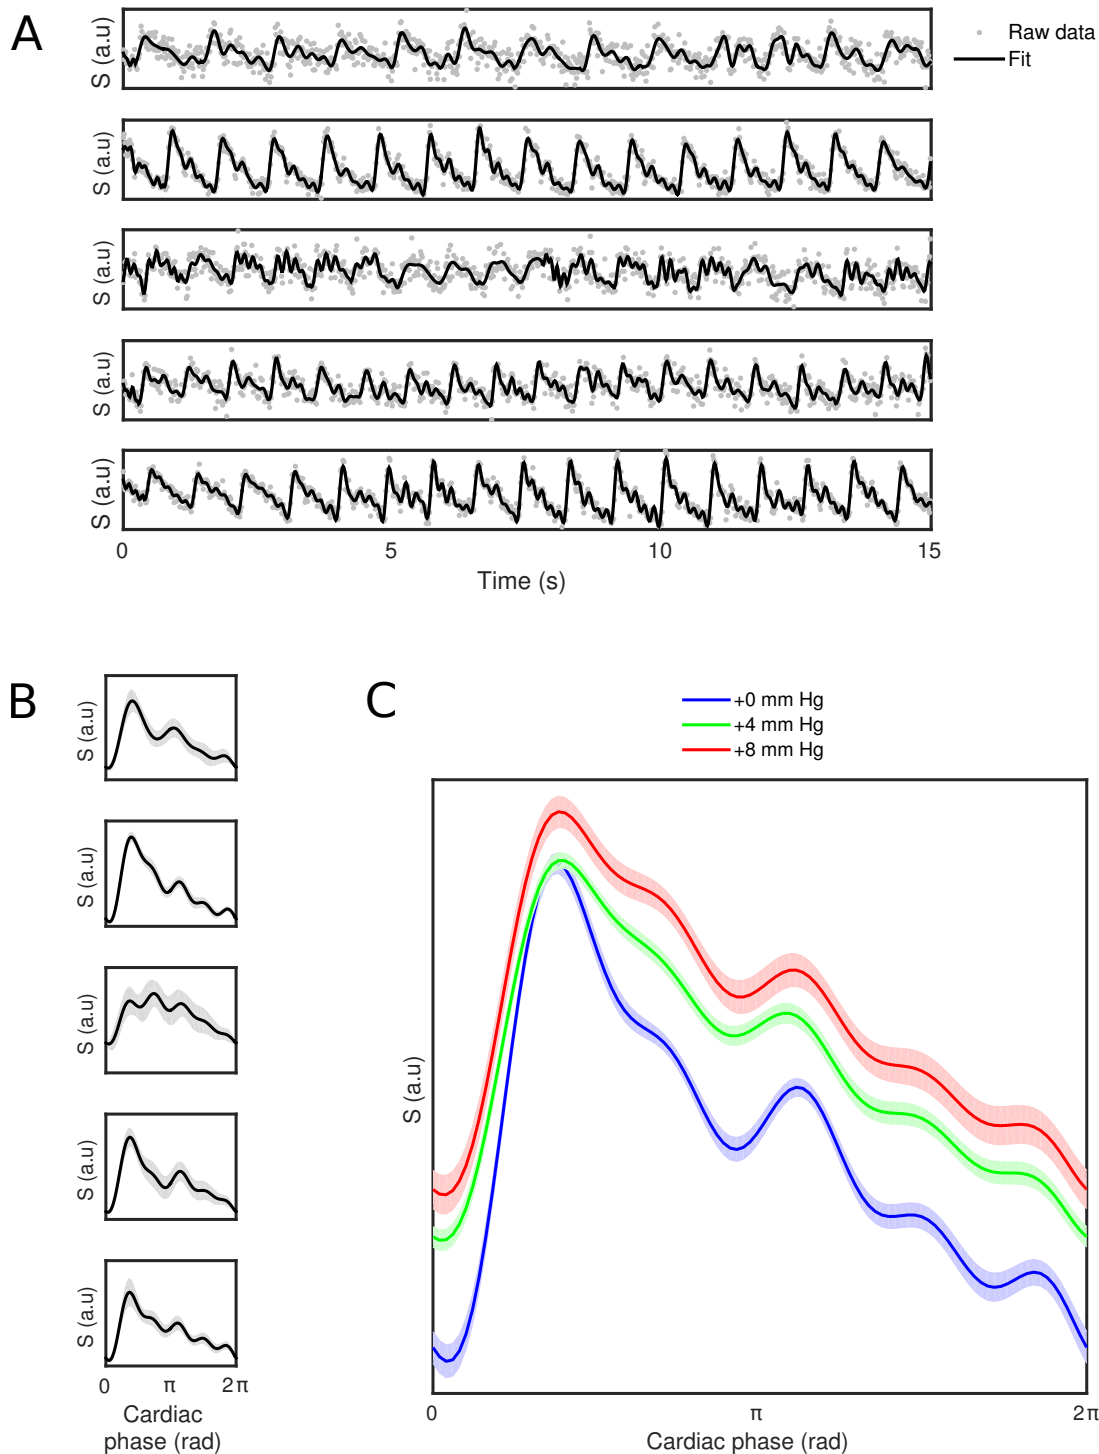 A
S (a.u)
Raw data
Fit
S (a.u)
S (a.u)
S (a.u)
S (a.u)
0 5 10 15
Time (s)
B
S (a.u)
S (a.u)
S (a.u)
S (a.u)
S (a.u)
0 π 2π
Cardiac
phase (rad)
C
+0 mm Hg
+4 mm Hg
+8 mm Hg
S (a.u)
0 π 2π
Cardiac phase (rad)